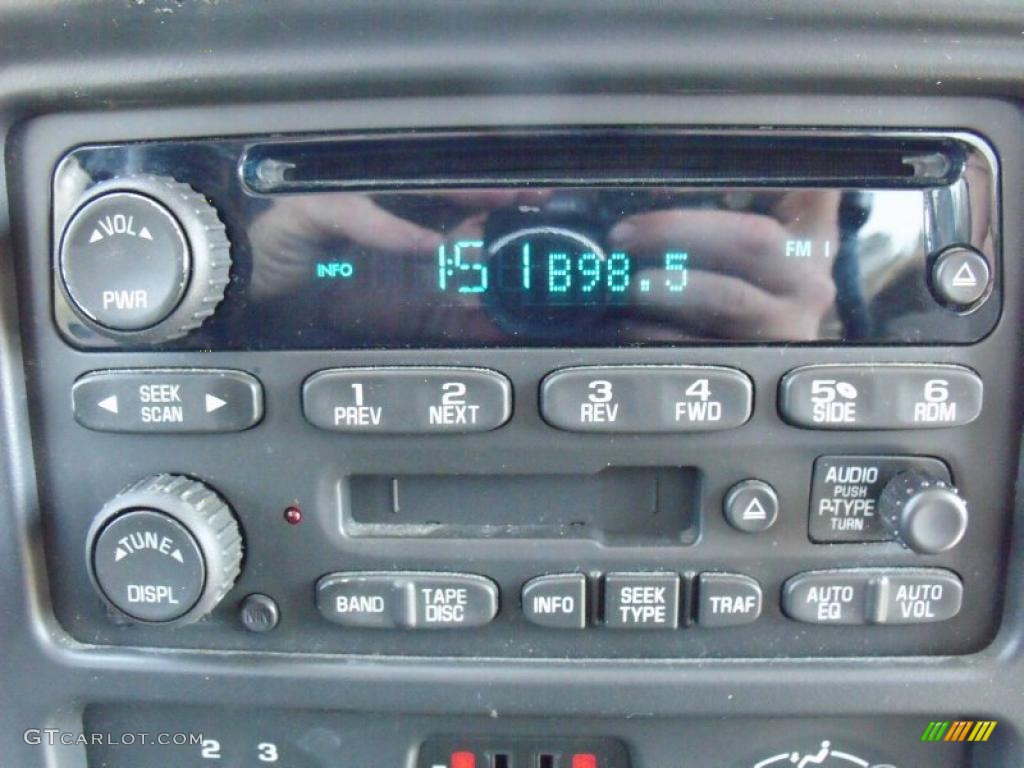 VOL
PWR
INFO 1:51 B98.5 FM 1
SEEK
SCAN
1
PREV
2
NEXT
3
REV
4
FWD
5
SIDE
6
RDM
TUNE
DISPL
AUDIO
PUSH
P-TYPE
TURN
BAND
TAPE
DISC
INFO
SEEK
TYPE
TRAF
AUTO
EQ
AUTO
VOL
2 3
GTCARLOT.COM